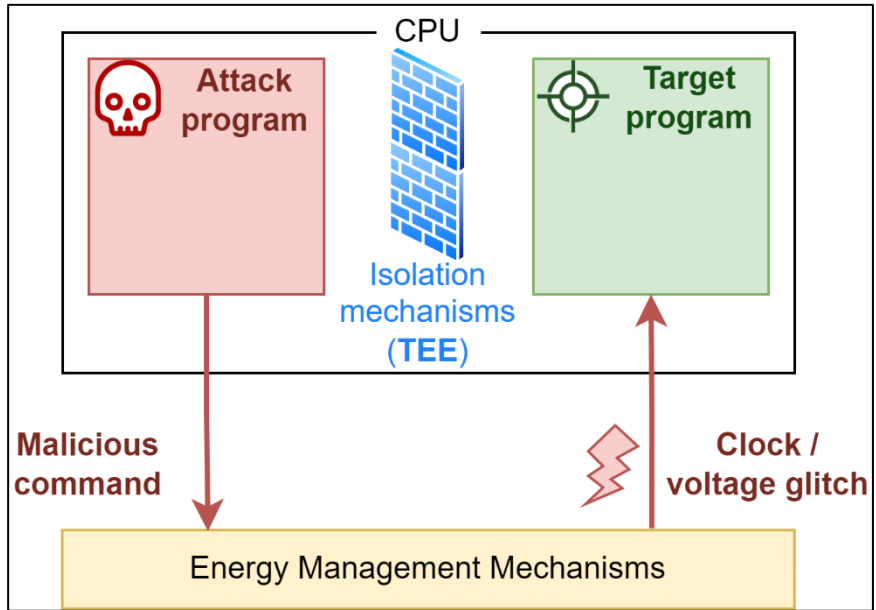 CPU
Attack
program
Target
program
Isolation
mechanisms
(TEE)
Malicious
command
Clock /
voltage glitch
Energy Management Mechanisms